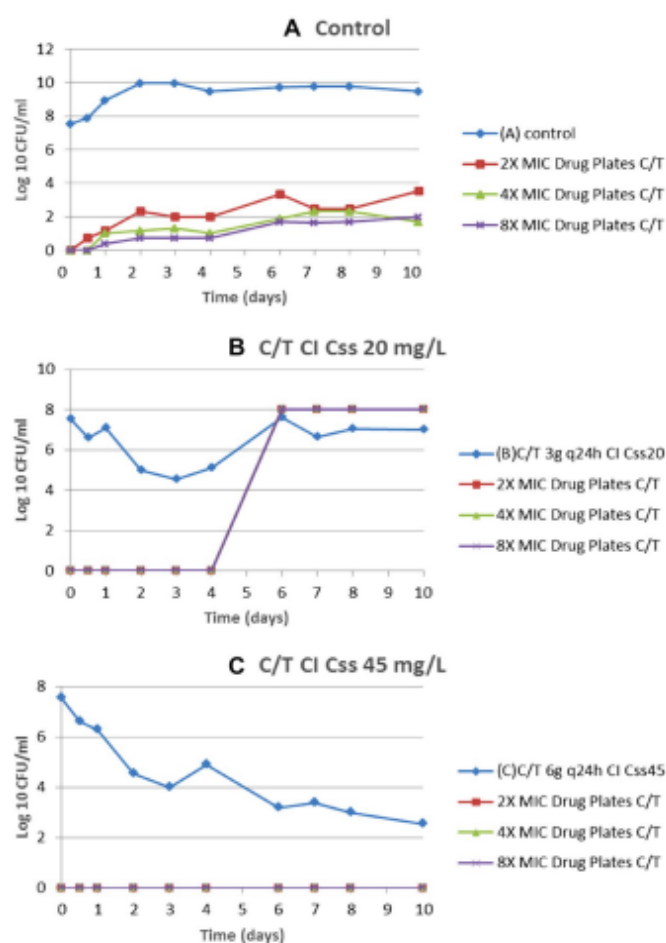 A Control
12
10
8
6
4
2
0
Log 10 CFU/ml
0 1 2 3 4 5 6 7 8 9 10
Time (days)
(A) control
2X MIC Drug Plates C/T
4X MIC Drug Plates C/T
8X MIC Drug Plates C/T
B C/T CI Css 20 mg/L
10
8
6
4
2
0
Log 10 CFU/ml
0 1 2 3 4 5 6 7 8 9 10
Time (days)
(B)C/T 3g q24h CI Css20
2X MIC Drug Plates C/T
4X MIC Drug Plates C/T
8X MIC Drug Plates C/T
C C/T CI Css 45 mg/L
8
6
4
2
0
Log 10 CFU/ml
0 1 2 3 4 5 6 7 8 9 10
Time (days)
(C)C/T 6g q24h CI Css45
2X MIC Drug Plates C/T
4X MIC Drug Plates C/T
8X MIC Drug Plates C/T